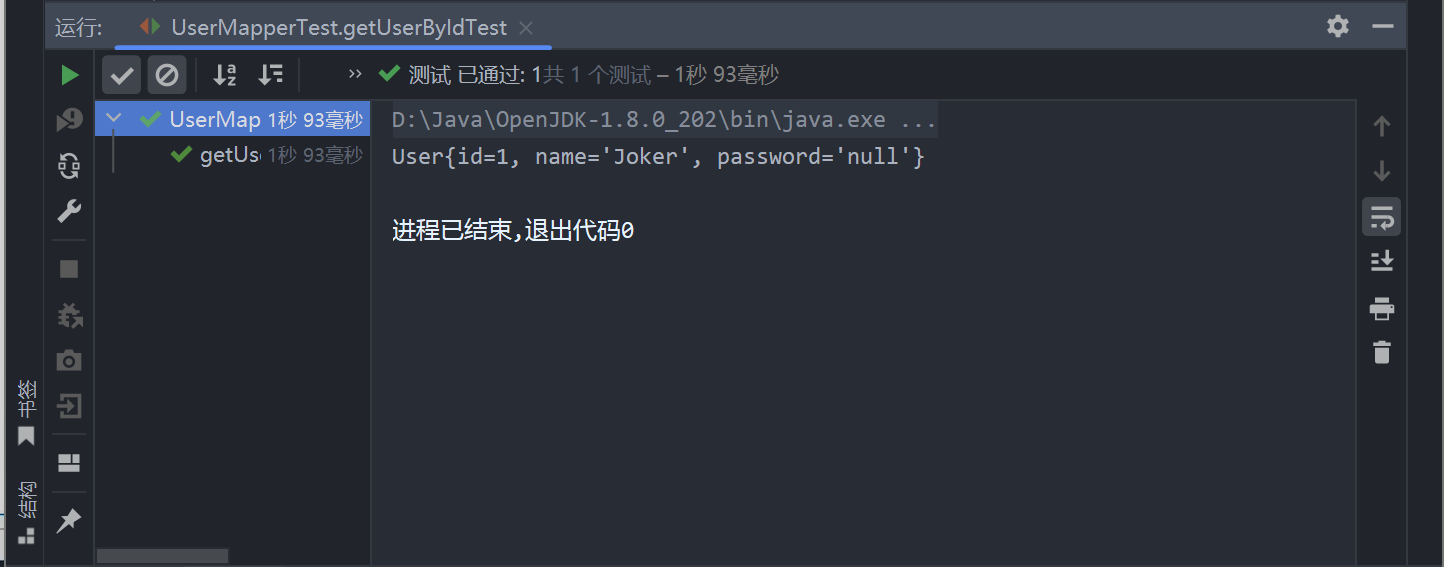 运行: UserMapperTest.getUserByIdTest
» 测试 已通过: 1共 1 个测试 – 1秒 93毫秒
UserMap 1秒 93毫秒
getUse 1秒 93毫秒
D:\Java\OpenJDK-1.8.0_202\bin\java.exe ...
User{id=1, name='Joker', password='null'}
进程已结束,退出代码0
书签
结构